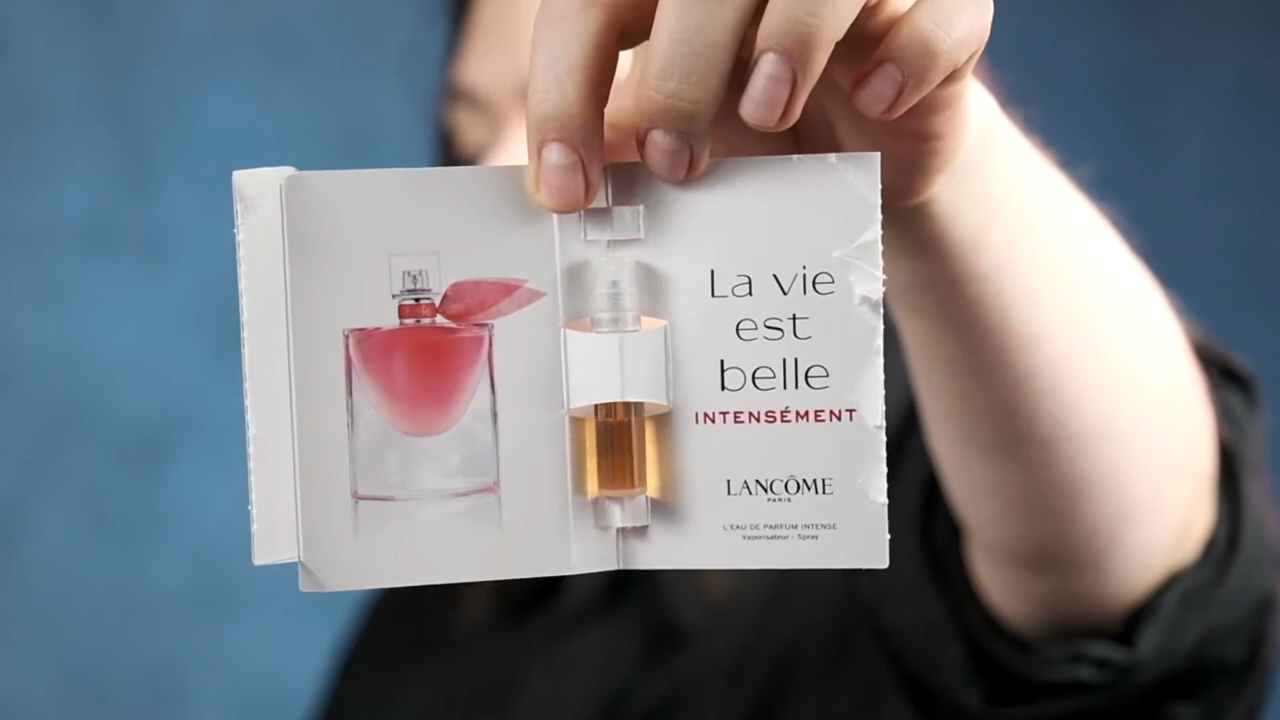 La vie
est
belle
INTENSÉMENT
LANCÔME
PARIS
L'EAU DE PARFUM INTENSE
Vaporisateur - Spray